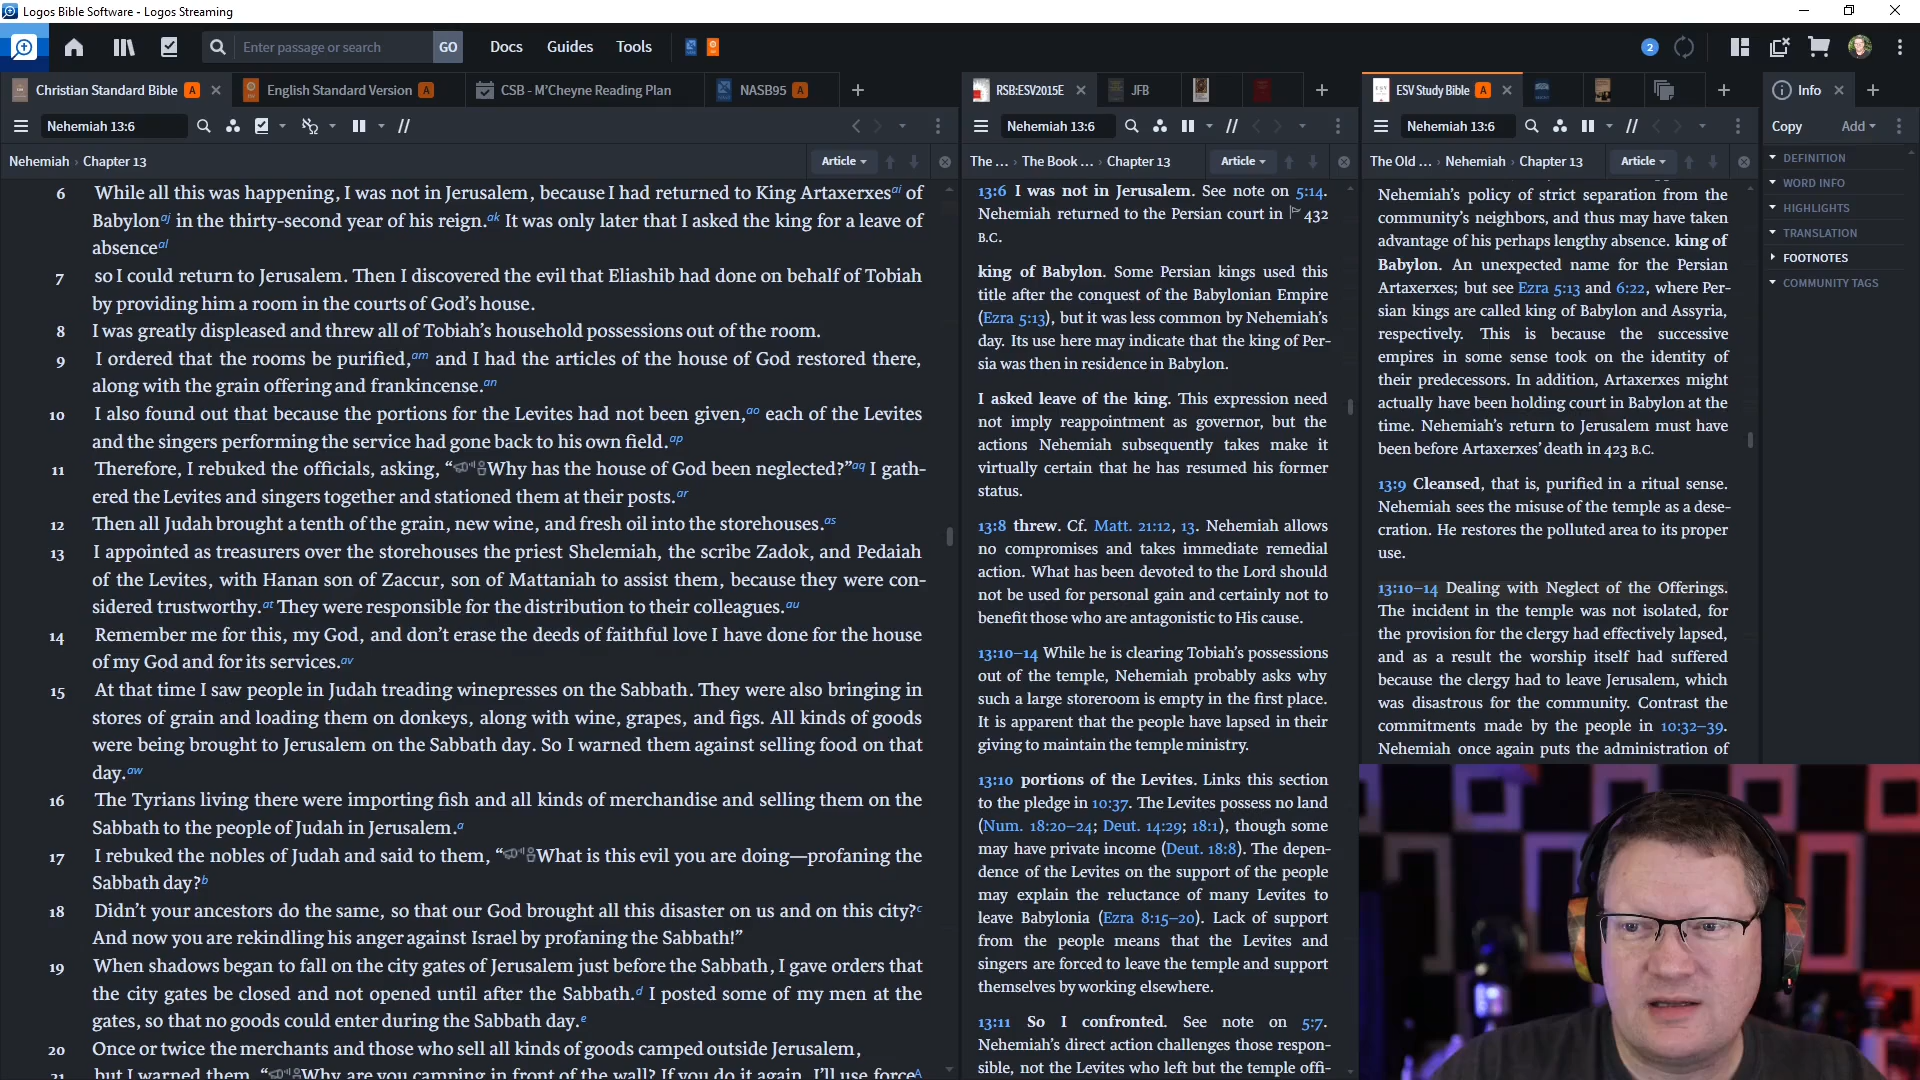 Logos Bible Software - Logos Streaming
Enter passage or search
GO
Docs
Guides
Tools
2
Christian Standard Bible A
English Standard Version A
CSB - M'Cheyne Reading Plan
NASB95 A
Nehemiah 13:6
Nehemiah › Chapter 13
Article
6 While all this was happening, I was not in Jerusalem, because I had returned to King Artaxerxes ai of
Babylon aj in the thirty-second year of his reign. ak It was only later that I asked the king for a leave of
absence al
7 so I could return to Jerusalem. Then I discovered the evil that Eliashib had done on behalf of Tobiah
by providing him a room in the courts of God’s house.
8 I was greatly displeased and threw all of Tobiah’s household possessions out of the room.
9 I ordered that the rooms be purified, am and I had the articles of the house of God restored there,
along with the grain offering and frankincense. an
10 I also found out that because the portions for the Levites had not been given, ao each of the Levites
and the singers performing the service had gone back to his own field. ap
11 Therefore, I rebuked the officials, asking, “Why has the house of God been neglected?” aq I gath-
ered the Levites and singers together and stationed them at their posts. ar
12 Then all Judah brought a tenth of the grain, new wine, and fresh oil into the storehouses. as
13 I appointed as treasurers over the storehouses the priest Shelemiah, the scribe Zadok, and Pedaiah
of the Levites, with Hanan son of Zaccur, son of Mattaniah to assist them, because they were con-
sidered trustworthy. at They were responsible for the distribution to their colleagues. au
14 Remember me for this, my God, and don’t erase the deeds of faithful love I have done for the house
of my God and for its services. av
15 At that time I saw people in Judah treading winepresses on the Sabbath. They were also bringing in
stores of grain and loading them on donkeys, along with wine, grapes, and figs. All kinds of goods
were being brought to Jerusalem on the Sabbath day. So I warned them against selling food on that
day. aw
16 The Tyrians living there were importing fish and all kinds of merchandise and selling them on the
Sabbath to the people of Judah in Jerusalem. a
17 I rebuked the nobles of Judah and said to them, “What is this evil you are doing—profaning the
Sabbath day? b
18 Didn’t your ancestors do the same, so that our God brought all this disaster on us and on this city? c
And now you are rekindling his anger against Israel by profaning the Sabbath!”
19 When shadows began to fall on the city gates of Jerusalem just before the Sabbath, I gave orders that
the city gates be closed and not opened until after the Sabbath. d I posted some of my men at the
gates, so that no goods could enter during the Sabbath day. e
20 Once or twice the merchants and those who sell all kinds of goods camped outside Jerusalem,
21 but I warned them, “Why are you camping in front of the wall? If you do it again, I’ll use force A
RSB:ESV2015E
JFB
Nehemiah 13:6
The ... › The Book ... › Chapter 13
Article
13:6 I was not in Jerusalem. See note on 5:14.
Nehemiah returned to the Persian court in 432
B.C.
king of Babylon. Some Persian kings used this
title after the conquest of the Babylonian Empire
(Ezra 5:13), but it was less common by Nehemiah’s
day. Its use here may indicate that the king of Per-
sia was then in residence in Babylon.
I asked leave of the king. This expression need
not imply reappointment as governor, but the
actions Nehemiah subsequently takes make it
virtually certain that he has resumed his former
status.
13:8 threw. Cf. Matt. 21:12, 13. Nehemiah allows
no compromises and takes immediate remedial
action. What has been devoted to the Lord should
not be used for personal gain and certainly not to
benefit those who are antagonistic to His cause.
13:10–14 While he is clearing Tobiah’s possessions
out of the temple, Nehemiah probably asks why
such a large storeroom is empty in the first place.
It is apparent that the people have lapsed in their
giving to maintain the temple ministry.
13:10 portions of the Levites. Links this section
to the pledge in 10:37. The Levites possess no land
(Num. 18:20–24; Deut. 14:29; 18:1), though some
may have private income (Deut. 18:8). The depen-
dence of the Levites on the support of the people
may explain the reluctance of many Levites to
leave Babylonia (Ezra 8:15–20). Lack of support
from the people means that the Levites and
singers are forced to leave the temple and support
themselves by working elsewhere.
13:11 So I confronted. See note on 5:7.
Nehemiah’s direct action challenges those respon-
sible, not the Levites who left but the temple offi-
ESV Study Bible A
Nehemiah 13:6
The Old ... › Nehemiah › Chapter 13
Article
Nehemiah’s policy of strict separation from the
community’s neighbors, and thus may have taken
advantage of his perhaps lengthy absence. king of
Babylon. An unexpected name for the Persian
Artaxerxes; but see Ezra 5:13 and 6:22, where Per-
sian kings are called king of Babylon and Assyria,
respectively. This is because the successive
empires in some sense took on the identity of
their predecessors. In addition, Artaxerxes might
actually have been holding court in Babylon at the
time. Nehemiah’s return to Jerusalem must have
been before Artaxerxes’ death in 423 B.C.
13:9 Cleansed, that is, purified in a ritual sense.
Nehemiah sees the misuse of the temple as a dese-
cration. He restores the polluted area to its proper
use.
13:10–14 Dealing with Neglect of the Offerings.
The incident in the temple was not isolated, for
the provision for the clergy had effectively lapsed,
and as a result the worship itself had suffered
because the clergy had to leave Jerusalem, which
was disastrous for the community. Contrast the
commitments made by the people in 10:32–39.
Nehemiah once again puts the administration of
Info
Copy
Add
DEFINITION
WORD INFO
HIGHLIGHTS
TRANSLATION
FOOTNOTES
COMMUNITY TAGS